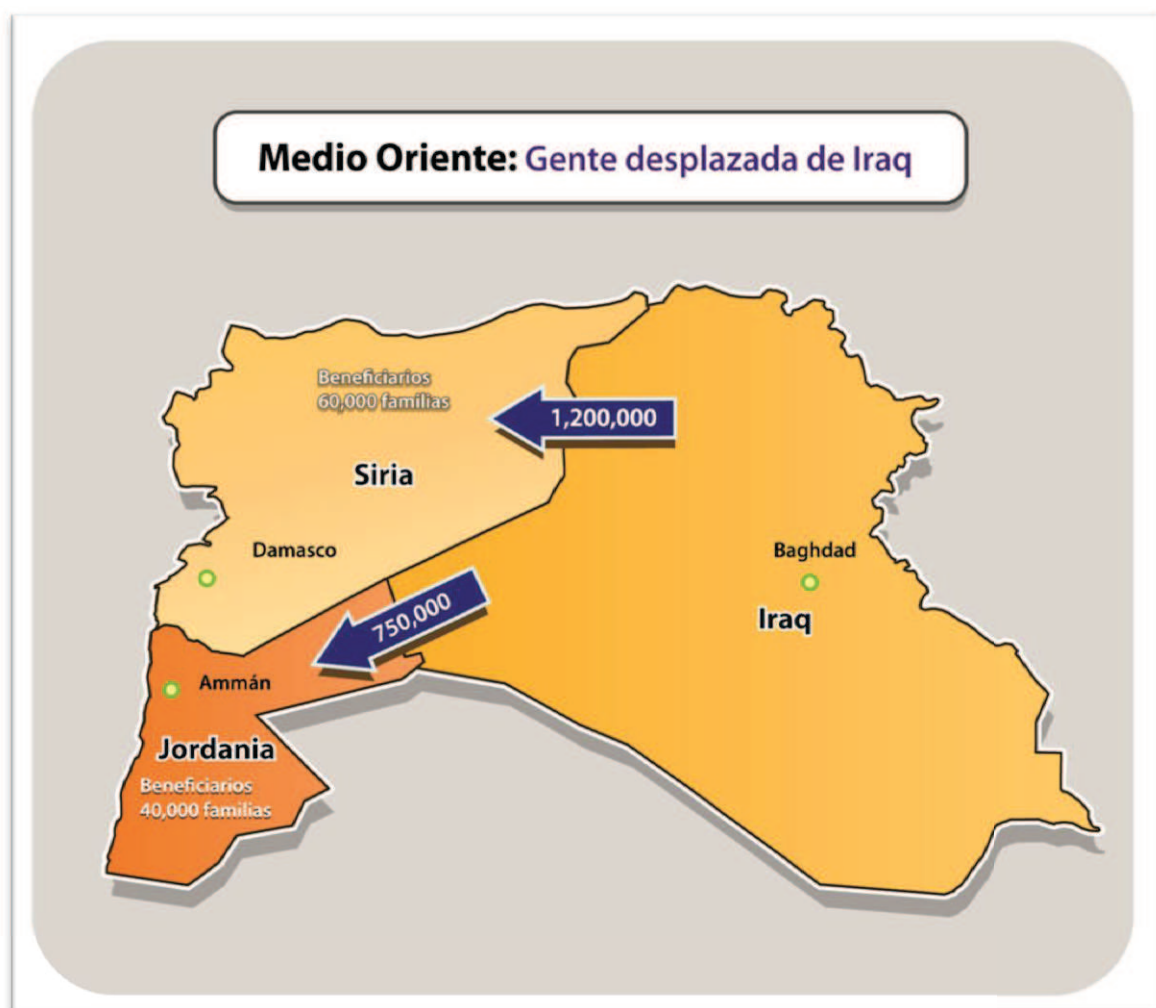 Medio Oriente: Gente desplazada de Iraq
Beneficiarios
60,000 familias
1,200,000
Siria
Damasco
Baghdad
Iraq
750,000
Ammán
Jordania
Beneficiarios
40,000 familias